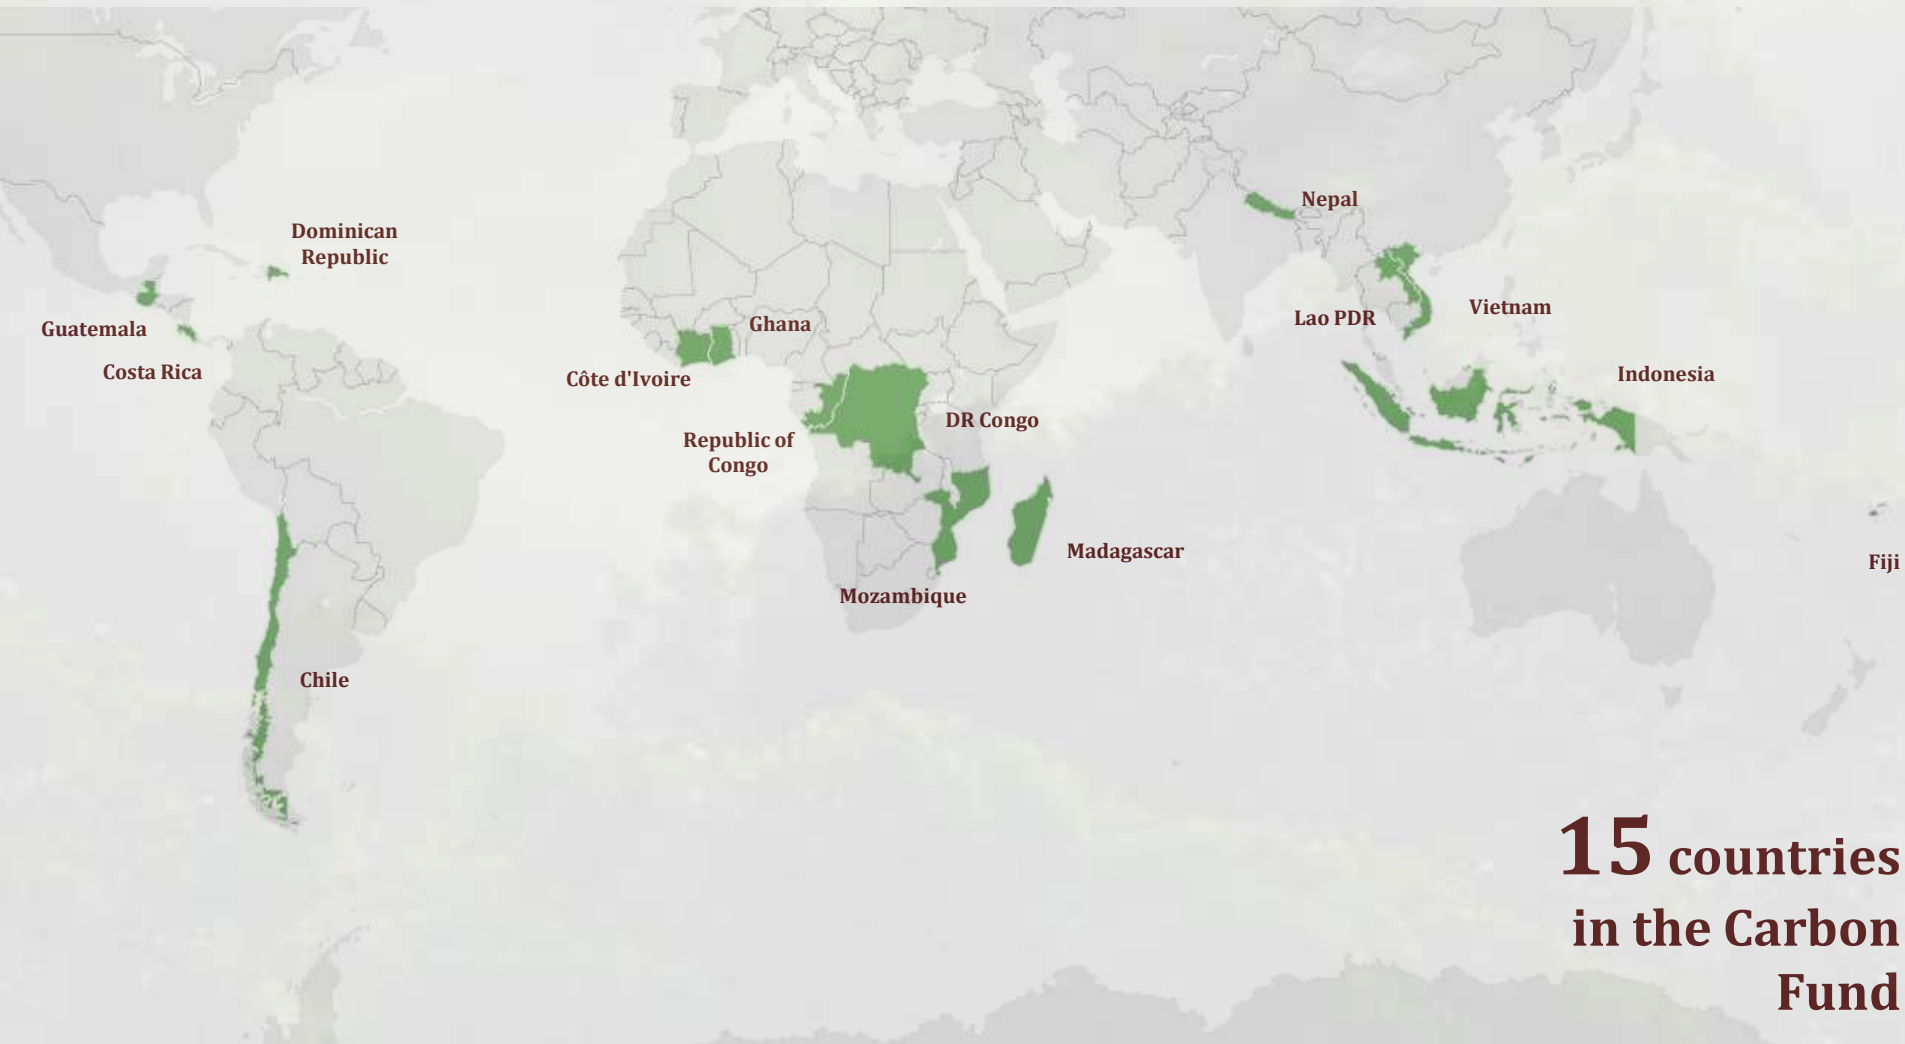 Nepal
Dominican
Republic
Vietnam
Lao PDR
Ghana
Guatemala
Costa Rica
Indonesia
Côte d'Ivoire
DR Congo
Republic of
Congo
Madagascar
Fiji
Mozambique
Chile
15 countries
in the Carbon
Fund